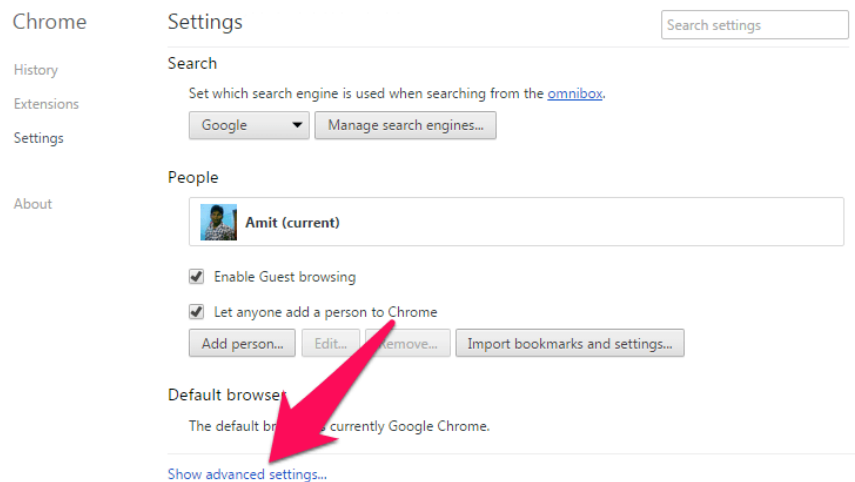 Chrome
Settings
Search settings
History
Extensions
Settings
About
Search
Set which search engine is used when searching from the omnibox.
Google
Manage search engines...
People
Amit (current)
Enable Guest browsing
Let anyone add a person to Chrome
Add person...
Edit...
Import bookmarks and settings...
Default browser
The default currently Google Chrome.
Show advanced settings...